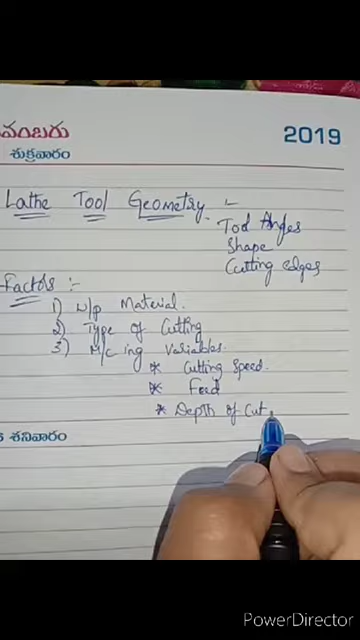 వంబరు
2019
శుక్రవారం
Lathe Tool Geometry :-
Tool Angles
Shape
Cutting edges
Factors :-
1) W/p Material.
2) Type of Cutting
3) M/c ing Variables.
* Cutting Speed.
* Feed
* Depth of Cut.
శనివారం
PowerDirector